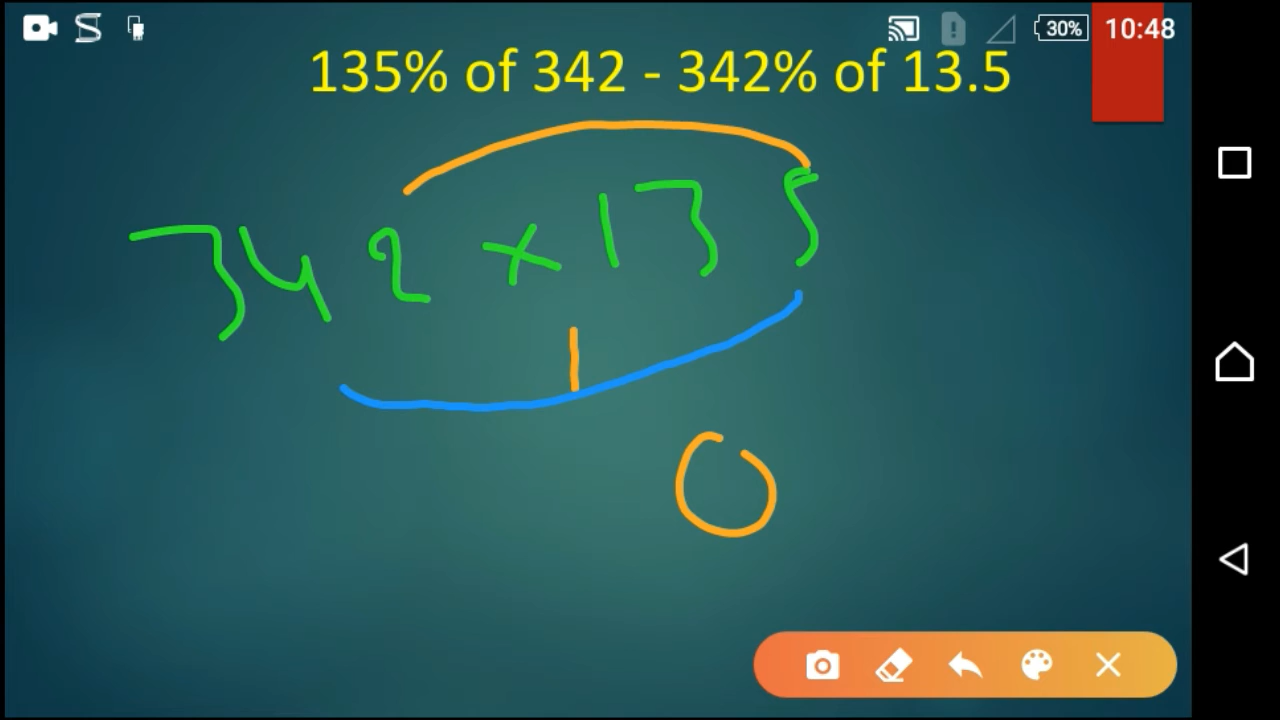 30% 10:48
135% of 342 - 342% of 13.5
342 x 135
1
0